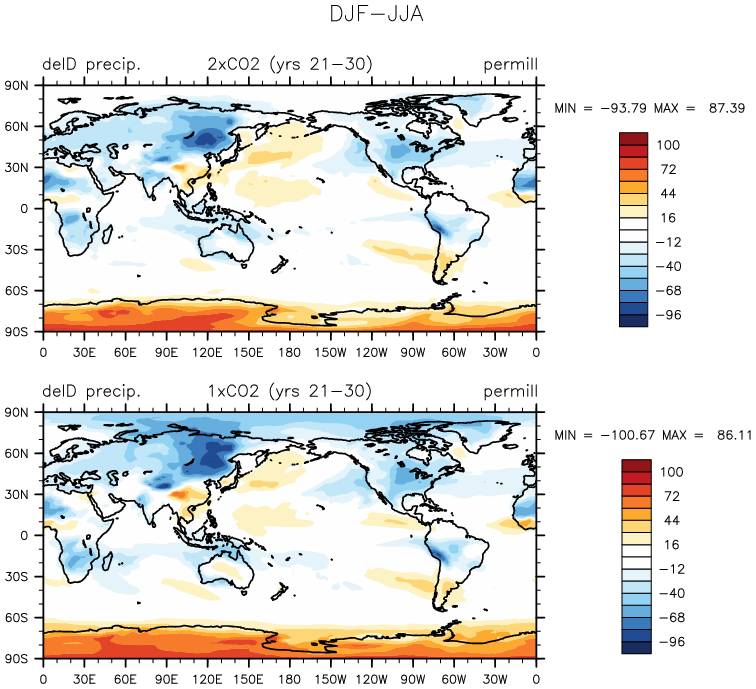 DJF−JJA
delD precip. 2xCO2 (yrs 21−30) permill
90N
60N
30N
0
30S
60S
90S
0 30E 60E 90E 120E 150E 180 150W 120W 90W 60W 30W 0
MIN = −93.79 MAX = 87.39
100
72
44
16
−12
−40
−68
−96
delD precip. 1xCO2 (yrs 21−30) permill
90N
60N
30N
0
30S
60S
90S
0 30E 60E 90E 120E 150E 180 150W 120W 90W 60W 30W 0
MIN = −100.67 MAX = 86.11
100
72
44
16
−12
−40
−68
−96